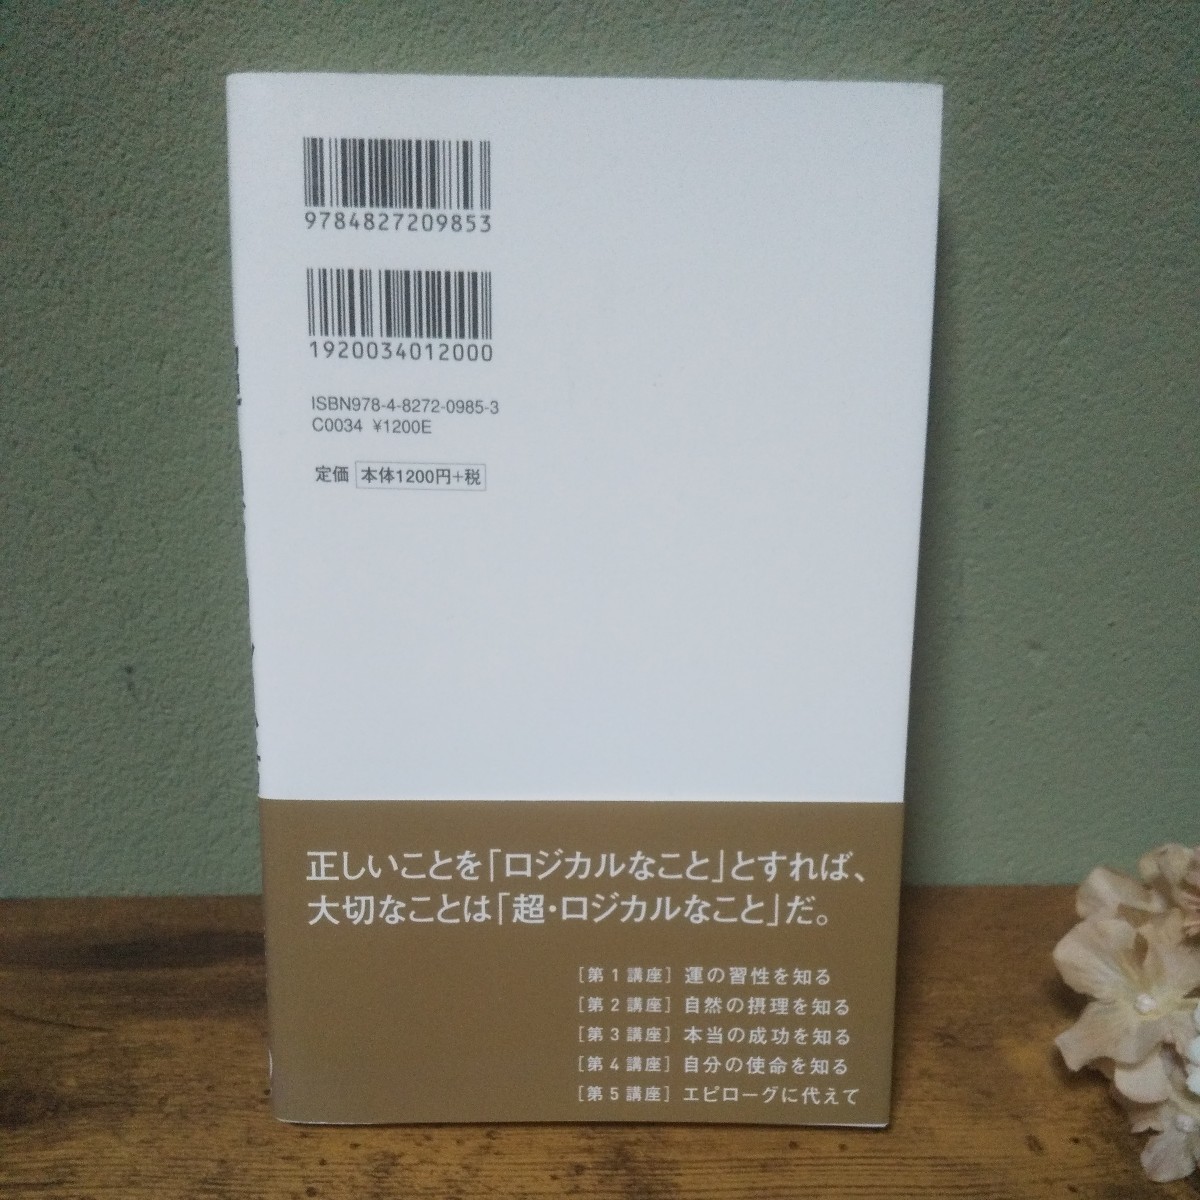 9784827209853
1920034012000
ISBN978-4-8272-0985-3
C0034 ¥1200E
定価 本体1200円+税
正しいことを「ロジカルなこと」とすれば、
大切なことは「超・ロジカルなこと」だ。
[第1講座] 運の習性を知る
[第2講座] 自然の摂理を知る
[第3講座] 本当の成功を知る
[第4講座] 自分の使命を知る
[第5講座] エピローグに代えて